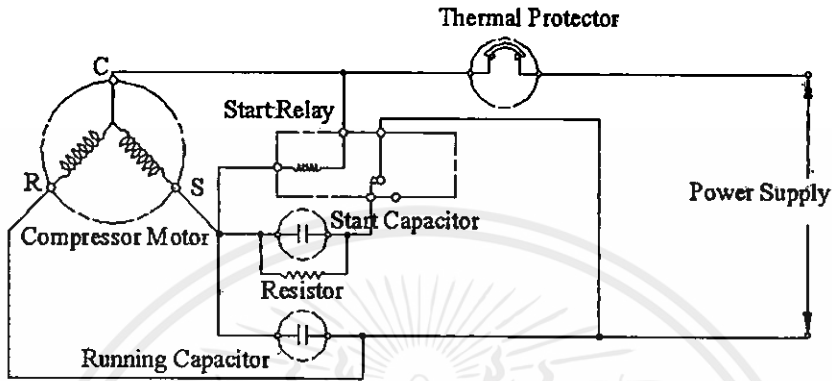 Thermal Protector
C
Start Relay
R
S
Power Supply
Start Capacitor
Compressor Motor
Resistor
Running Capacitor